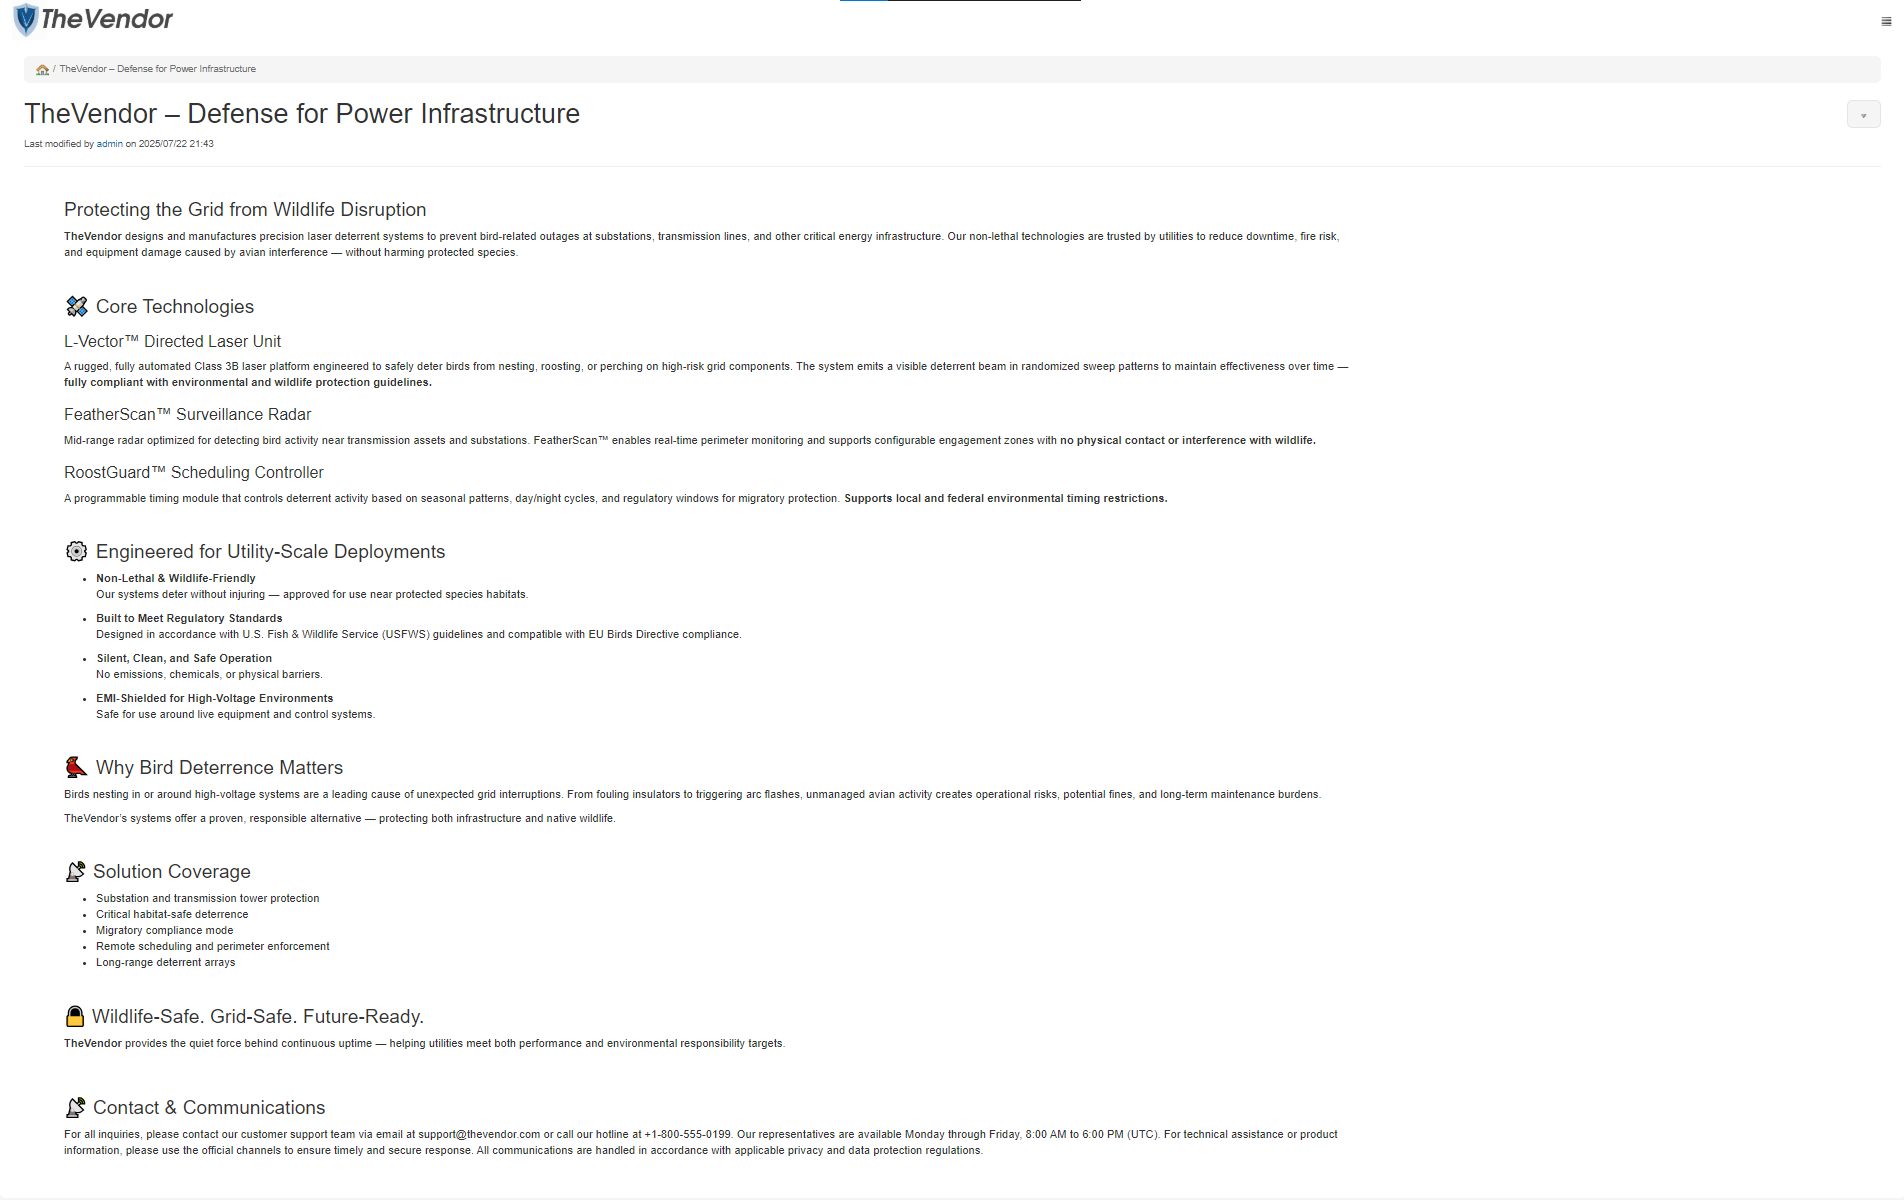 TheVendor
/ TheVendor – Defense for Power Infrastructure
TheVendor – Defense for Power Infrastructure
Last modified by admin on 2025/07/22 21:43
Protecting the Grid from Wildlife Disruption
TheVendor designs and manufactures precision laser deterrent systems to prevent bird-related outages at substations, transmission lines, and other critical energy infrastructure. Our non-lethal technologies are trusted by utilities to reduce downtime, fire risk,
and equipment damage caused by avian interference — without harming protected species.
Core Technologies
L-Vector™ Directed Laser Unit
A rugged, fully automated Class 3B laser platform engineered to safely deter birds from nesting, roosting, or perching on high-risk grid components. The system emits a visible deterrent beam in randomized sweep patterns to maintain effectiveness over time —
fully compliant with environmental and wildlife protection guidelines.
FeatherScan™ Surveillance Radar
Mid-range radar optimized for detecting bird activity near transmission assets and substations. FeatherScan™ enables real-time perimeter monitoring and supports configurable engagement zones with no physical contact or interference with wildlife.
RoostGuard™ Scheduling Controller
A programmable timing module that controls deterrent activity based on seasonal patterns, day/night cycles, and regulatory windows for migratory protection. Supports local and federal environmental timing restrictions.
Engineered for Utility-Scale Deployments
• Non-Lethal & Wildlife-Friendly
Our systems deter without injuring — approved for use near protected species habitats.
• Built to Meet Regulatory Standards
Designed in accordance with U.S. Fish & Wildlife Service (USFWS) guidelines and compatible with EU Birds Directive compliance.
• Silent, Clean, and Safe Operation
No emissions, chemicals, or physical barriers.
• EMI-Shielded for High-Voltage Environments
Safe for use around live equipment and control systems.
Why Bird Deterrence Matters
Birds nesting in or around high-voltage systems are a leading cause of unexpected grid interruptions. From fouling insulators to triggering arc flashes, unmanaged avian activity creates operational risks, potential fines, and long-term maintenance burdens.
TheVendor's systems offer a proven, responsible alternative — protecting both infrastructure and native wildlife.
Solution Coverage
• Substation and transmission tower protection
• Critical habitat-safe deterrence
• Migratory compliance mode
• Remote scheduling and perimeter enforcement
• Long-range deterrent arrays
Wildlife-Safe. Grid-Safe. Future-Ready.
TheVendor provides the quiet force behind continuous uptime — helping utilities meet both performance and environmental responsibility targets.
Contact & Communications
For all inquiries, please contact our customer support team via email at support@thevendor.com or call our hotline at +1-800-555-0199. Our representatives are available Monday through Friday, 8:00 AM to 6:00 PM (UTC). For technical assistance or product
information, please use the official channels to ensure timely and secure response. All communications are handled in accordance with applicable privacy and data protection regulations.